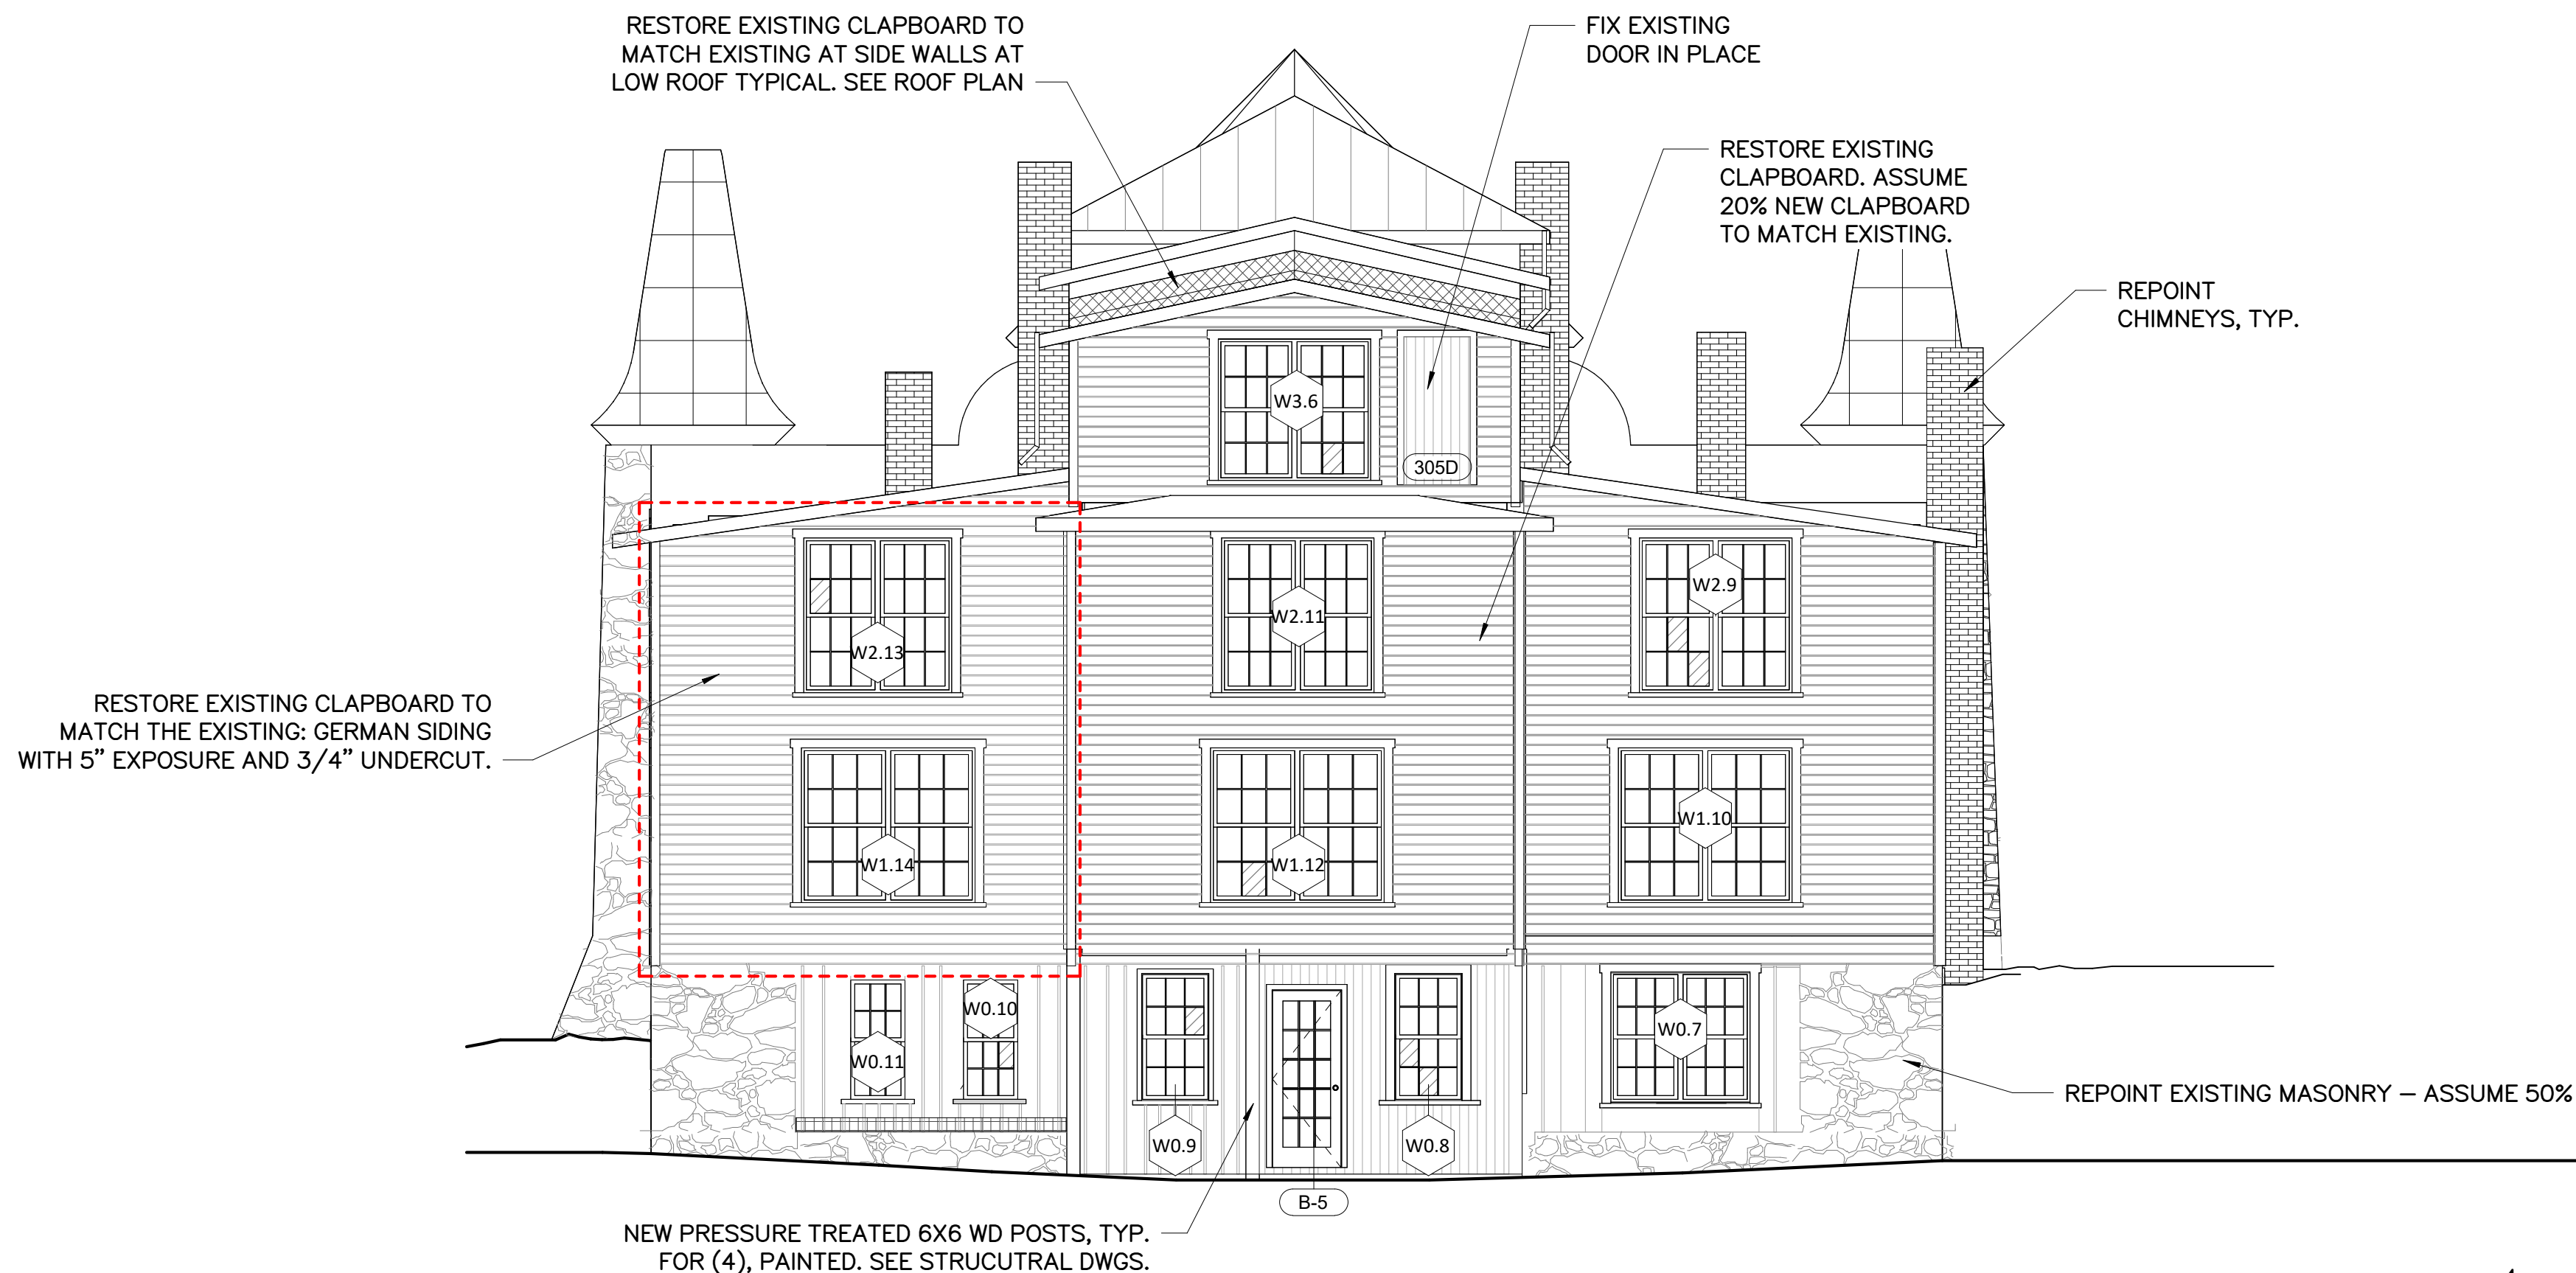 RESTORE EXISTING CLAPBOARD TO
MATCH EXISTING AT SIDE WALLS AT
LOW ROOF TYPICAL. SEE ROOF PLAN
FIX EXISTING
DOOR IN PLACE
RESTORE EXISTING
CLAPBOARD. ASSUME
20% NEW CLAPBOARD
TO MATCH EXISTING.
REPOINT
CHIMNEYS, TYP.
W3.6
305D
W2.9
W2.11
W2.13
RESTORE EXISTING CLAPBOARD TO
MATCH THE EXISTING: GERMAN SIDING
WITH 5" EXPOSURE AND 3/4" UNDERCUT.
W1.10
W1.14
W1.12
W0.10
W0.7
W0.11
REPOINT EXISTING MASONRY – ASSUME 50%
W0.9
W0.8
B-5
NEW PRESSURE TREATED 6X6 WD POSTS, TYP.
FOR (4), PAINTED. SEE STRUCUTRAL DWGS.